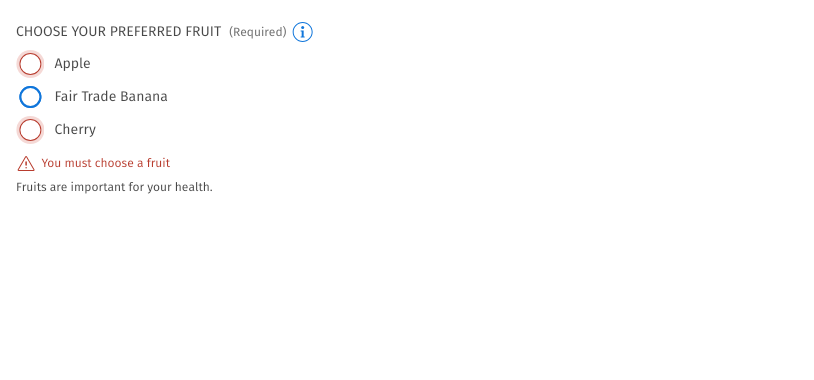 CHOOSE YOUR PREFERRED FRUIT (Required)
Apple
Fair Trade Banana
Cherry
You must choose a fruit
Fruits are important for your health.